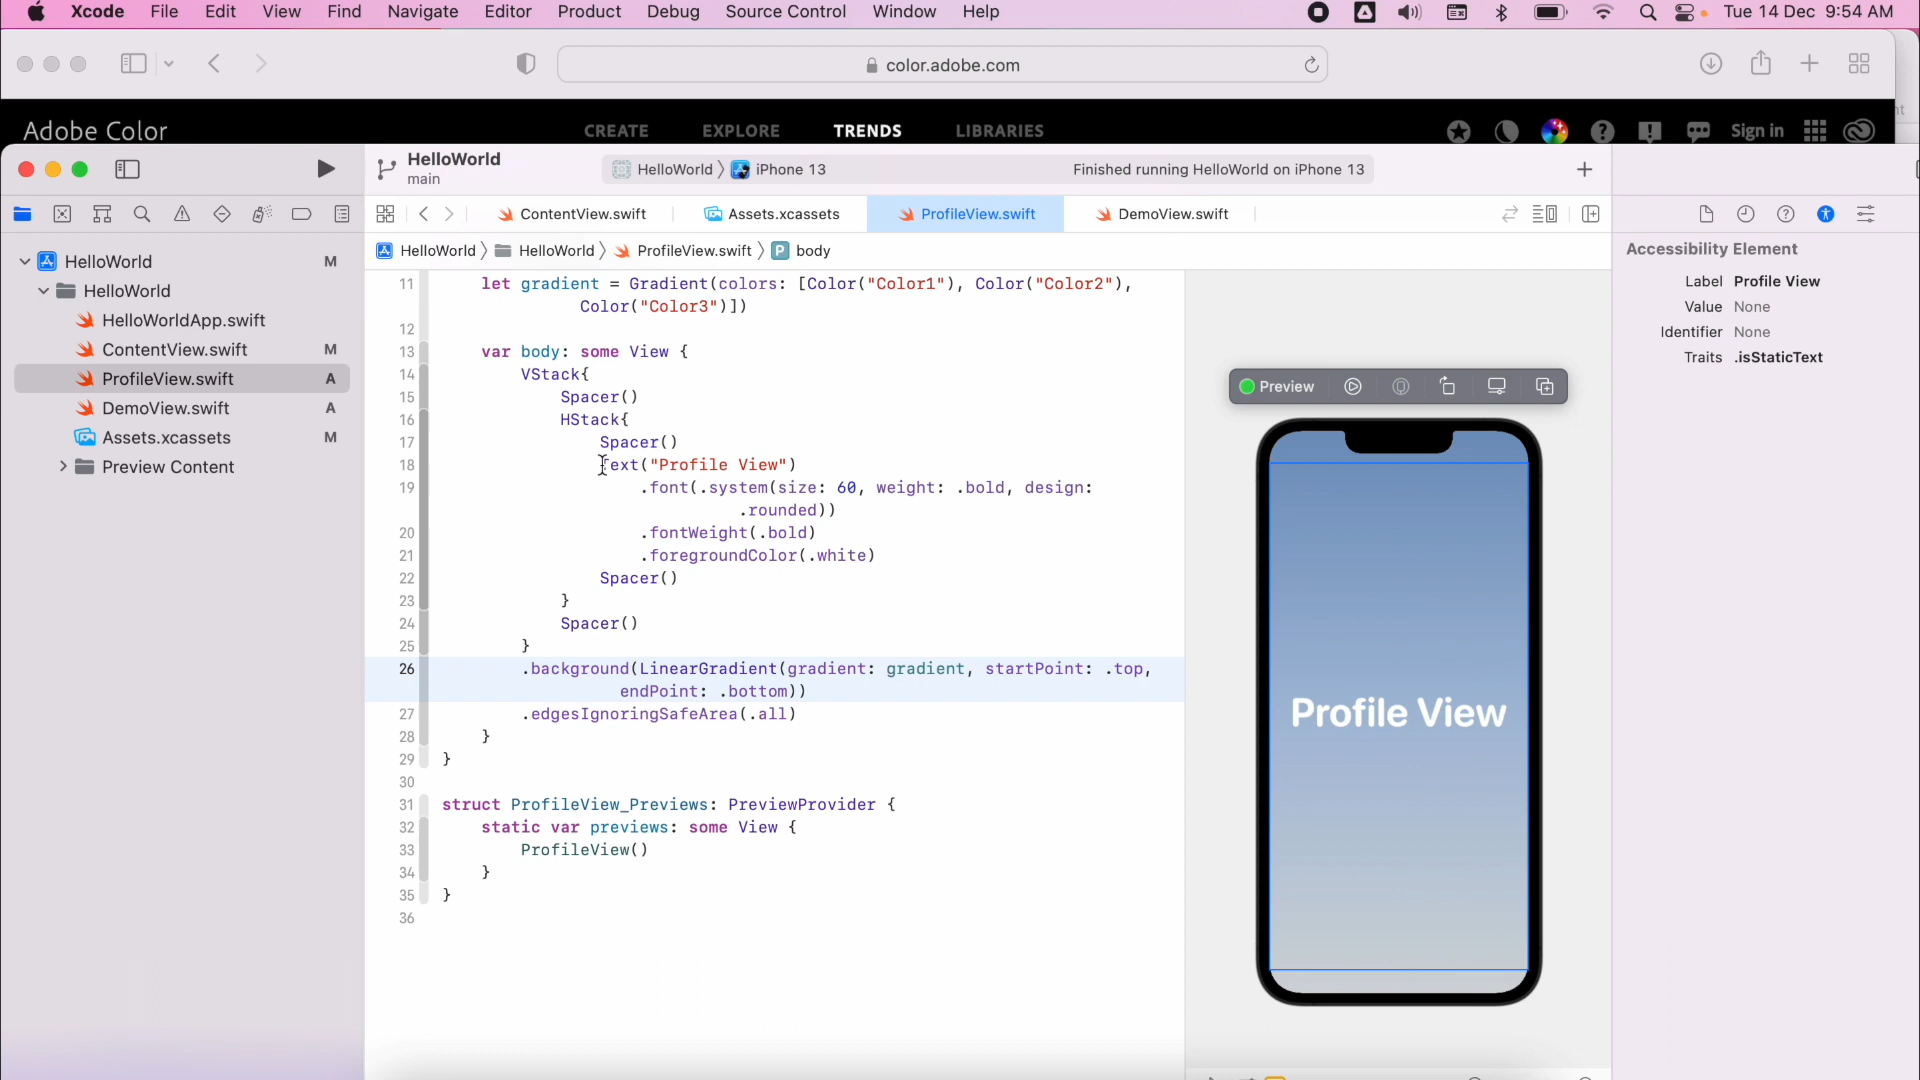 Xcode File Edit View Find Navigate Editor Product Debug Source Control Window Help Tue 14 Dec 9:54 AM
color.adobe.com
Adobe Color CREATE EXPLORE TRENDS LIBRARIES Sign in
HelloWorld
main
HelloWorld iPhone 13 Finished running HelloWorld on iPhone 13
ContentView.swift Assets.xcassets ProfileView.swift DemoView.swift
HelloWorld HelloWorld ProfileView.swift P body
HelloWorld M
HelloWorld
HelloWorldApp.swift
ContentView.swift M
ProfileView.swift A
DemoView.swift A
Assets.xcassets M
Preview Content
11 let gradient = Gradient(colors: [Color("Color1"), Color("Color2"),
Color("Color3")])
12
13 var body: some View {
14 VStack{
15 Spacer()
16 HStack{
17 Spacer()
18 Text("Profile View")
19 .font(.system(size: 60, weight: .bold, design:
.rounded))
20 .fontWeight(.bold)
21 .foregroundColor(.white)
22 Spacer()
23 }
24 Spacer()
25 }
26 .background(LinearGradient(gradient: gradient, startPoint: .top,
endPoint: .bottom))
27 .edgesIgnoringSafeArea(.all)
28 }
29 }
30
31 struct ProfileView_Previews: PreviewProvider {
32 static var previews: some View {
33 ProfileView()
34 }
35 }
36
Preview
Profile View
Accessibility Element
Label Profile View
Value None
Identifier None
Traits .isStaticText